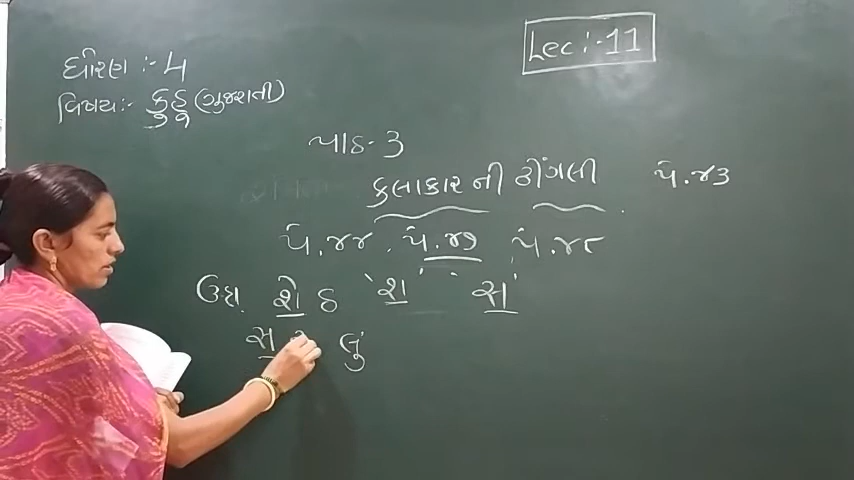 Lec :- 11
ધોરણ :- 4
વિષય:- કુહૂ (ગુજરાતી)
પાઠ - 3
કલાકાર ની ઢીંગલી પે. ૪૩
પે. ૪૪ . પે. ૪૭ પે. ૪૮
ઉદા. શેઠ 'શ' 'સ'
સ લું